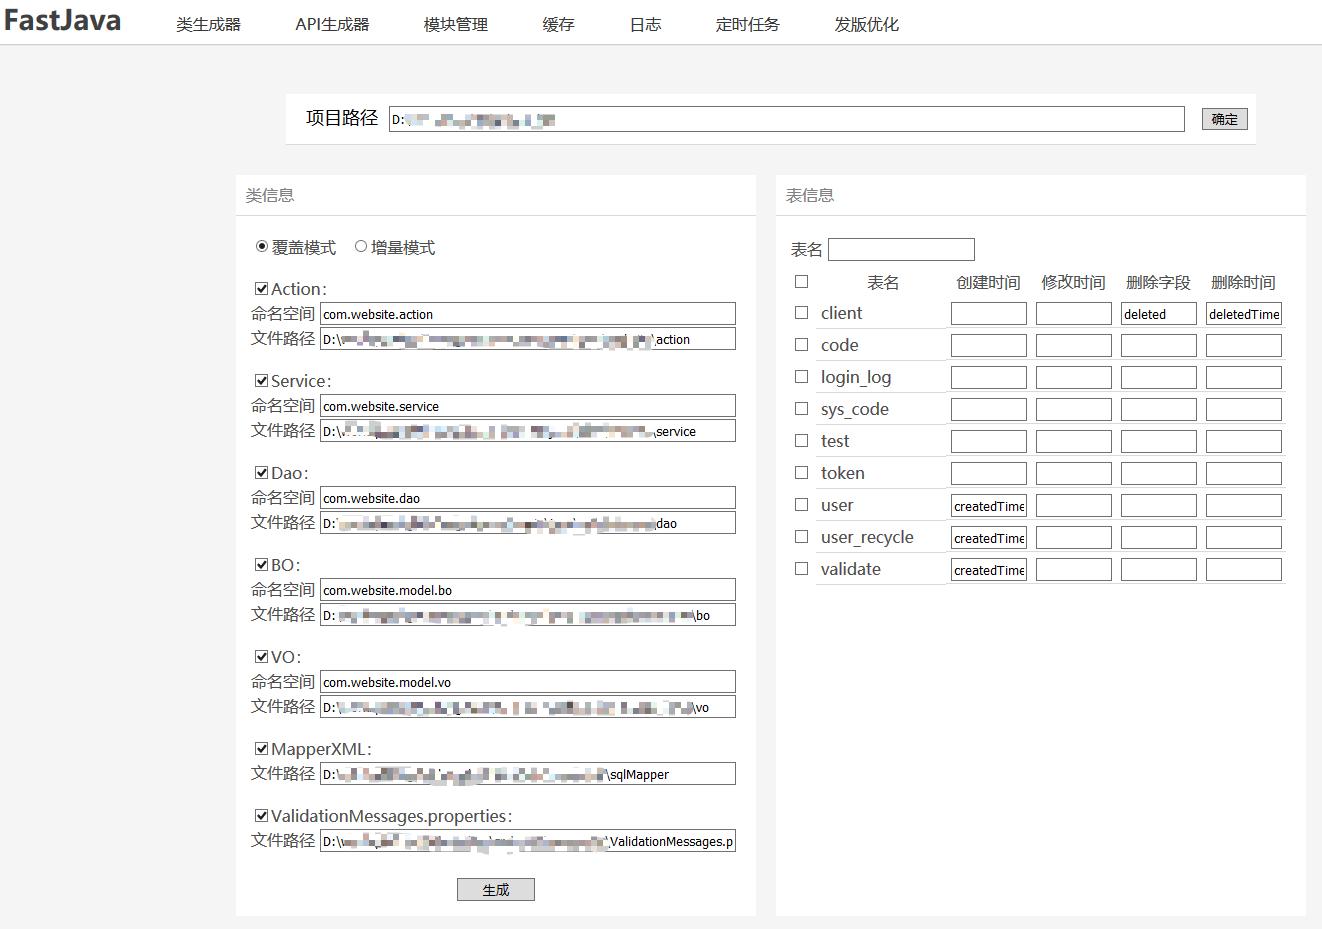 FastJava 类生成器 API生成器 模块管理 缓存 日志 定时任务 发版优化
项目路径 D: 确定
类信息
覆盖模式 增量模式
Action:
命名空间 com.website.action
文件路径 D:\ \action
Service:
命名空间 com.website.service
文件路径 D:\ \service
Dao:
命名空间 com.website.dao
文件路径 D: \dao
BO:
命名空间 com.website.model.bo
文件路径 D: \bo
VO:
命名空间 com.website.model.vo
文件路径 D:\ \vo
MapperXML:
文件路径 D:\ \sqlMapper
ValidationMessages.properties:
文件路径 D:\ \ValidationMessages.p
生成
表信息
表名
表名 创建时间 修改时间 删除字段 删除时间
client deleted deletedTime
code
login_log
sys_code
test
token
user createdTime
user_recycle createdTime
validate createdTime